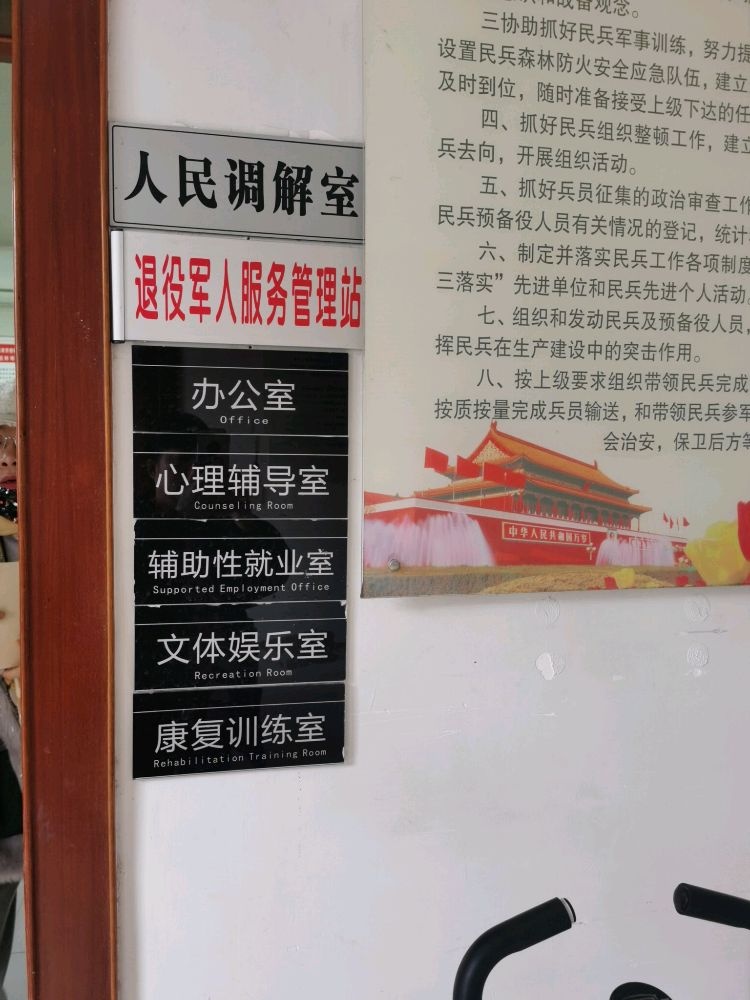 人民调解室
退役军人服务管理站
办公室
Office
心理辅导室
Counseling Room
辅助性就业室
Supported Employment Office
文体娱乐室
Recreation Room
康复训练室
Rehabilitation Training Room
和战备观念。
三协助抓好民兵军事训练，努力提
设置民兵森林防火安全应急队伍，建立
及时到位，随时准备接受上级下达的任
四、抓好民兵组织整顿工作，建立
兵去向，开展组织活动。
五、抓好兵员征集的政治审查工作
民兵预备役人员有关情况的登记，统计
六、制定并落实民兵工作各项制度
三落实”先进单位和民兵先进个人活动。
七、组织和发动民兵及预备役人员，
挥民兵在生产建设中的突击作用。
八、按上级要求组织带领民兵完成
按质按量完成兵员输送，和带领民兵参军
会治安，保卫后方等
中华人民共和国万岁